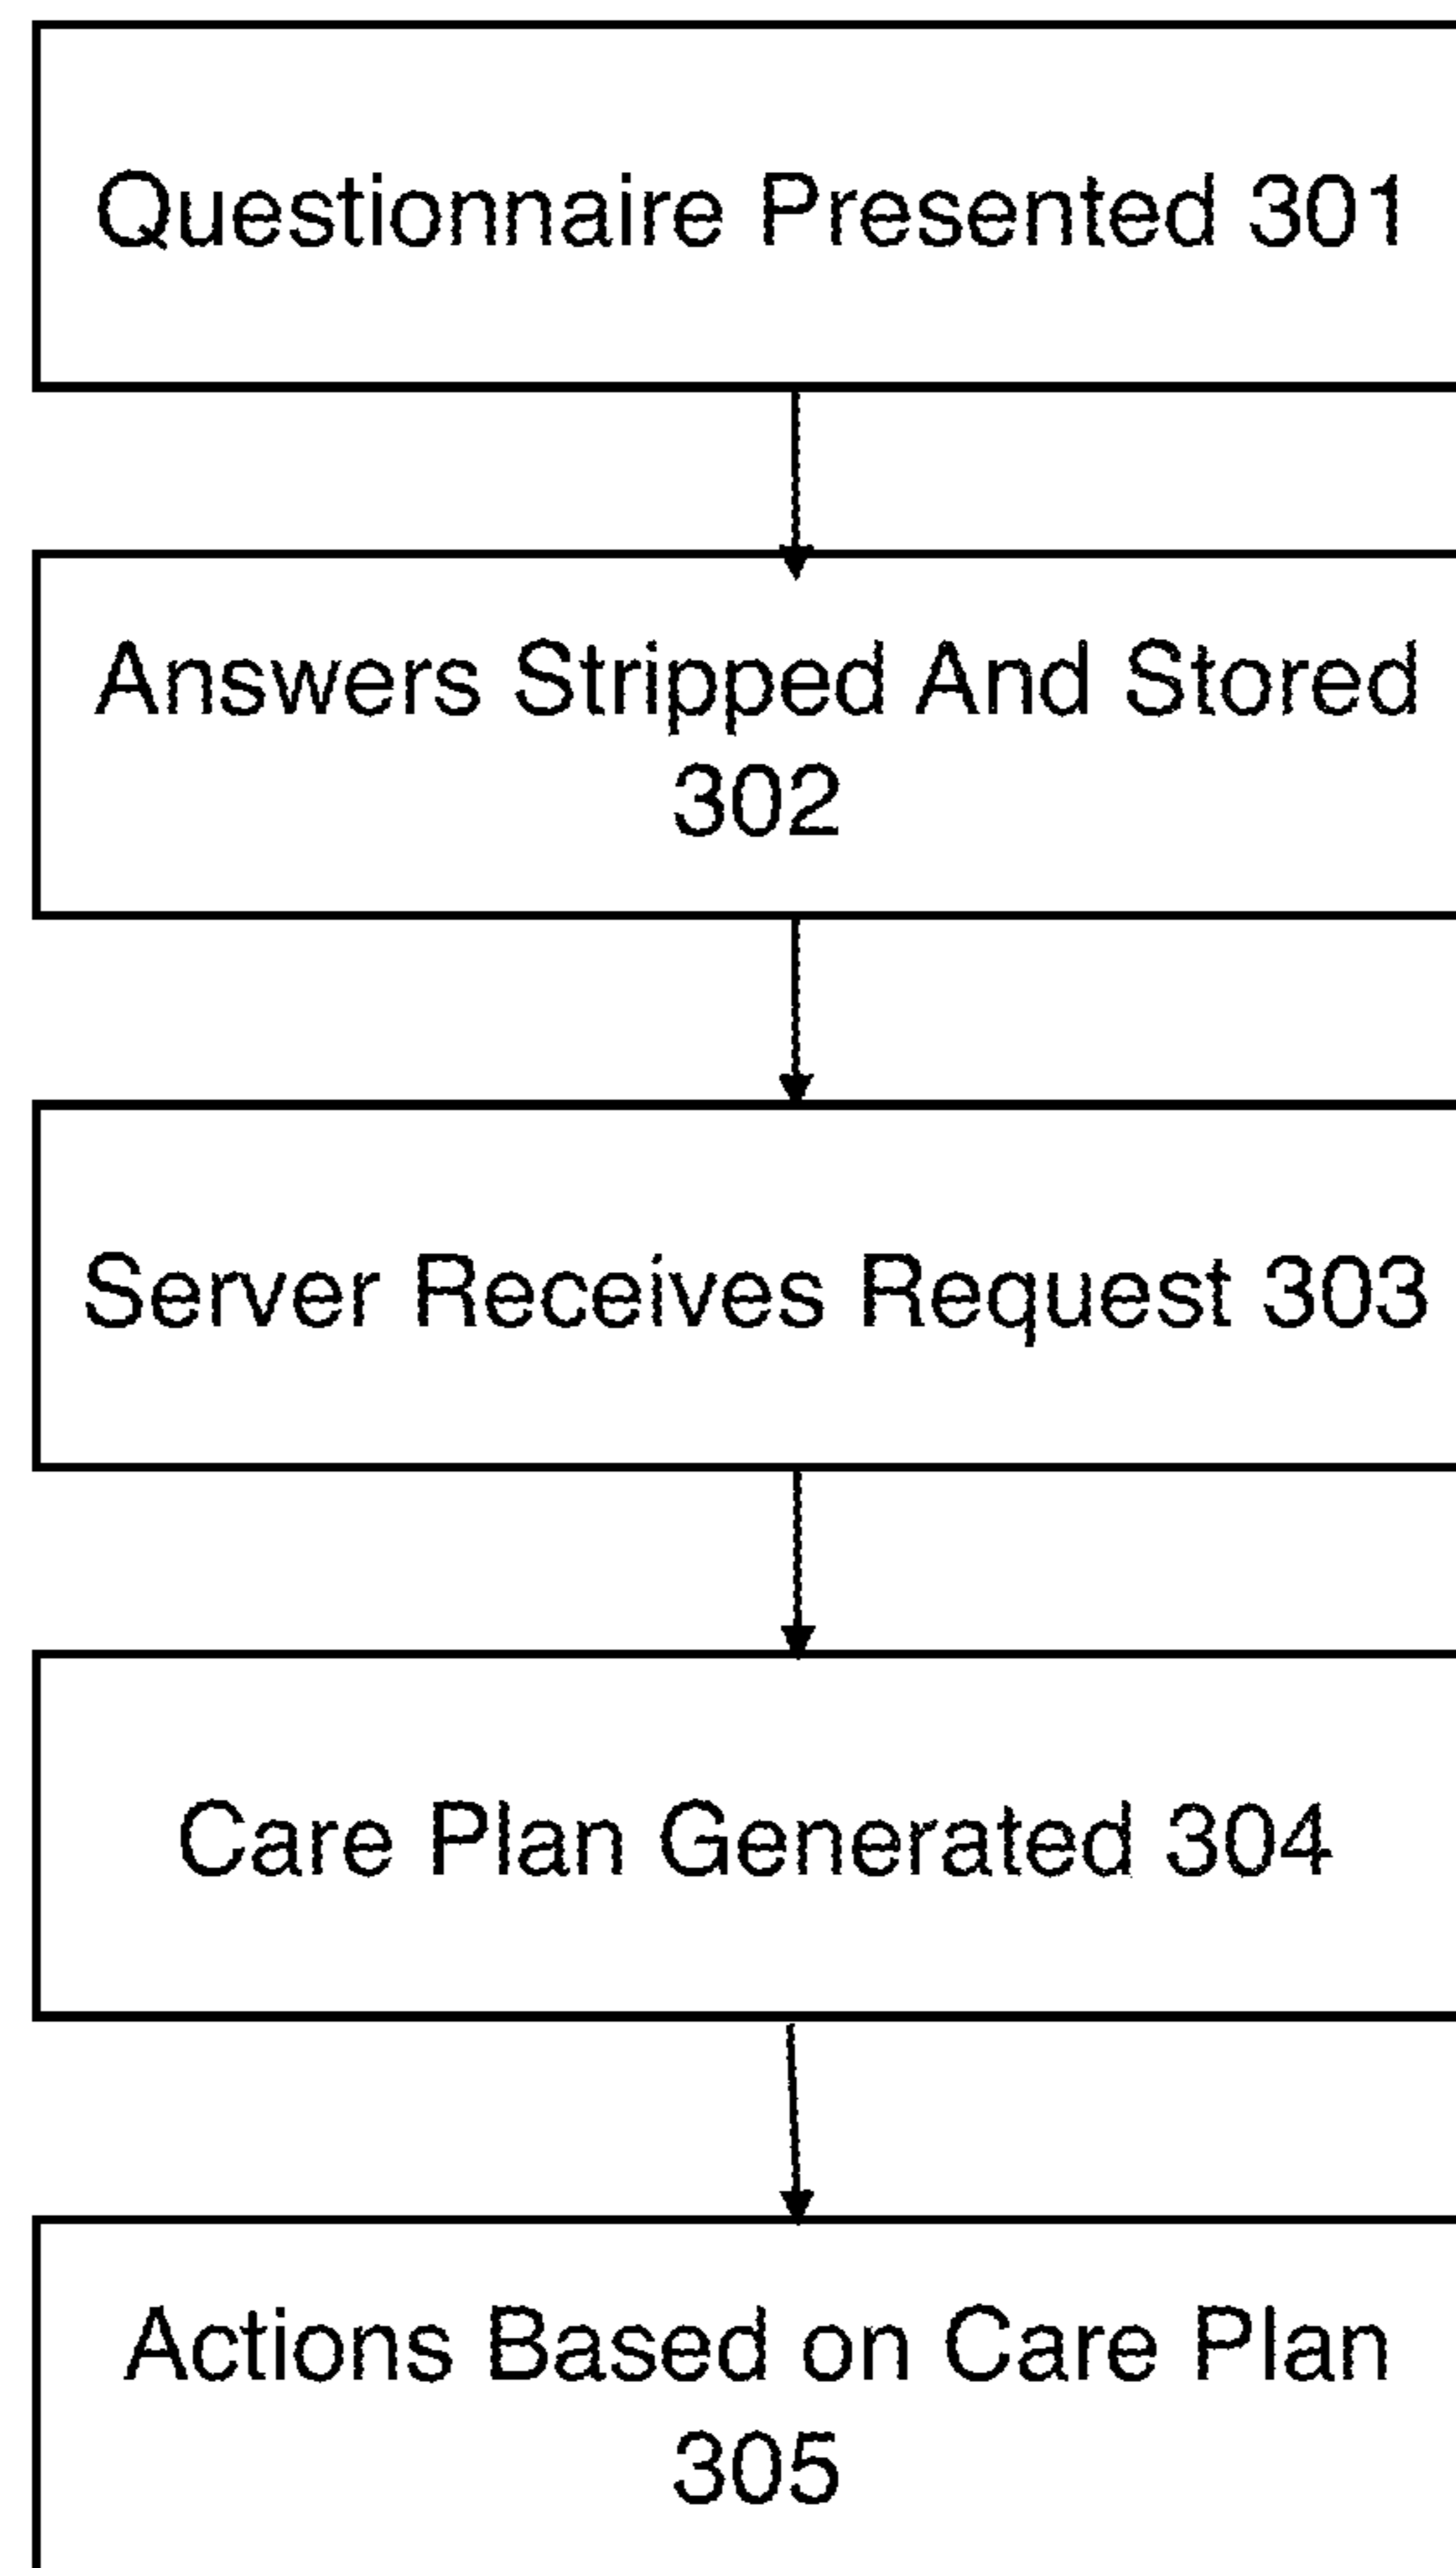 Questionnaire Presented 301
Answers Stripped And Stored
302
Server Receives Request 303
Care Plan Generated 304
Actions Based on Care Plan
305